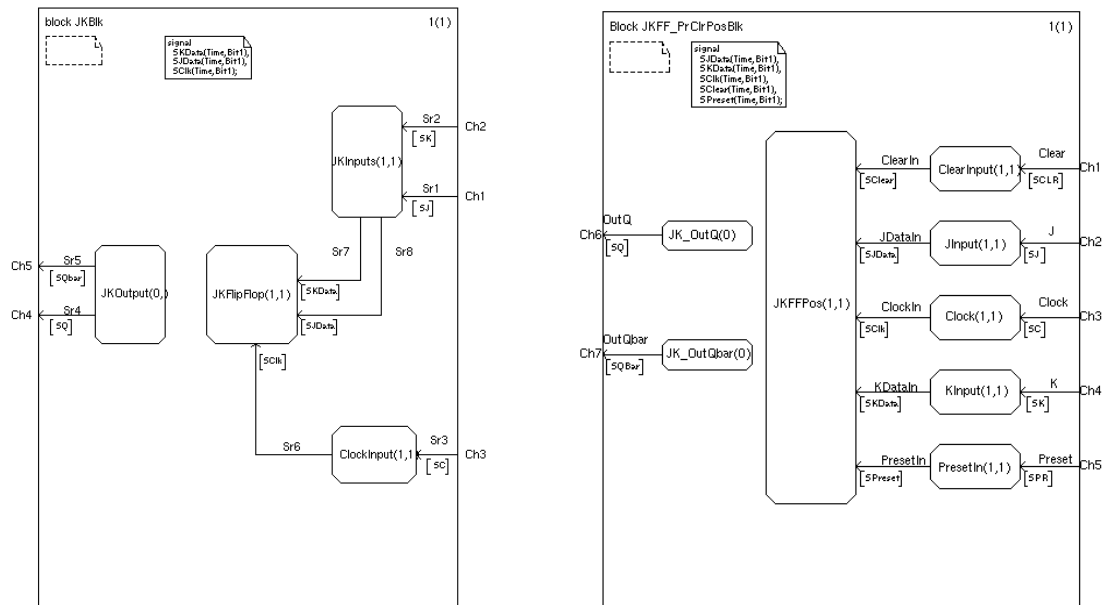 block JKBlk
1(1)
signal
SKData(Time,Bit1),
SJData(Time,Bit1),
SClk(Time,Bit1);
Sr2
Ch2
[SK]
JKInputs(1,1)
Sr1
Ch1
[SJ]
Sr7
Sr8
Ch5
Sr5
[SQbar]
JKOutput(0,)
JKFlipFlop(1,1)
[SKData]
Ch4
Sr4
[SQ]
[SJData]
[SClk]
Sr6
ClockInput(1,1
Sr3
Ch3
[SC]
Block JKFF_PrClrPosBlk
1(1)
signal
SJData(Time,Bit1),
SKData(Time,Bit1),
SClk(Time,Bit1),
SClear(Time,Bit1),
SPreset(Time,Bit1);
ClearIn
[SClear]
ClearInput(1,1)
Clear
[SCLR]
Ch1
OutQ
Ch6
[SQ]
JK_OutQ(0)
JDataIn
[SJData]
JInput(1,1)
J
[SJ]
Ch2
JKFFPos(1,1)
ClockIn
[SClk]
Clock(1,1)
Clock
[SC]
Ch3
OutQbar
Ch7
[SQBar]
JK_OutQbar(0)
KDataIn
[SKData]
KInput(1,1)
K
[SK]
Ch4
PresetIn
[SPreset]
PresetIn(1,1)
Preset
[SPR]
Ch5